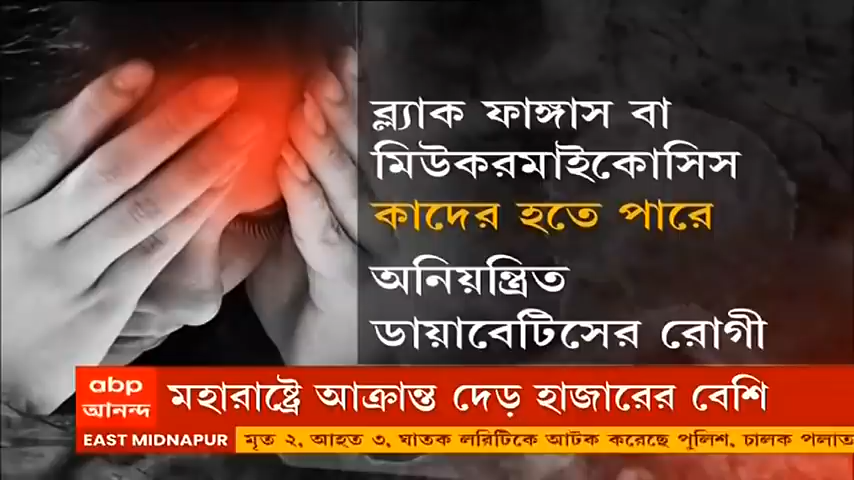 ব্ল্যাক ফাঙ্গাস বা
মিউকরমাইকোসিস
কাদের হতে পারে
অনিয়ন্ত্রিত
ডায়াবেটিসের রোগী
abp
আনন্দ
মহারাষ্ট্রে আক্রান্ত দেড় হাজারের বেশি
EAST MIDNAPUR
মৃত ২, আহত ৩, ঘাতক লরিটিকে আটক করেছে পুলিশ, চালক পলাত